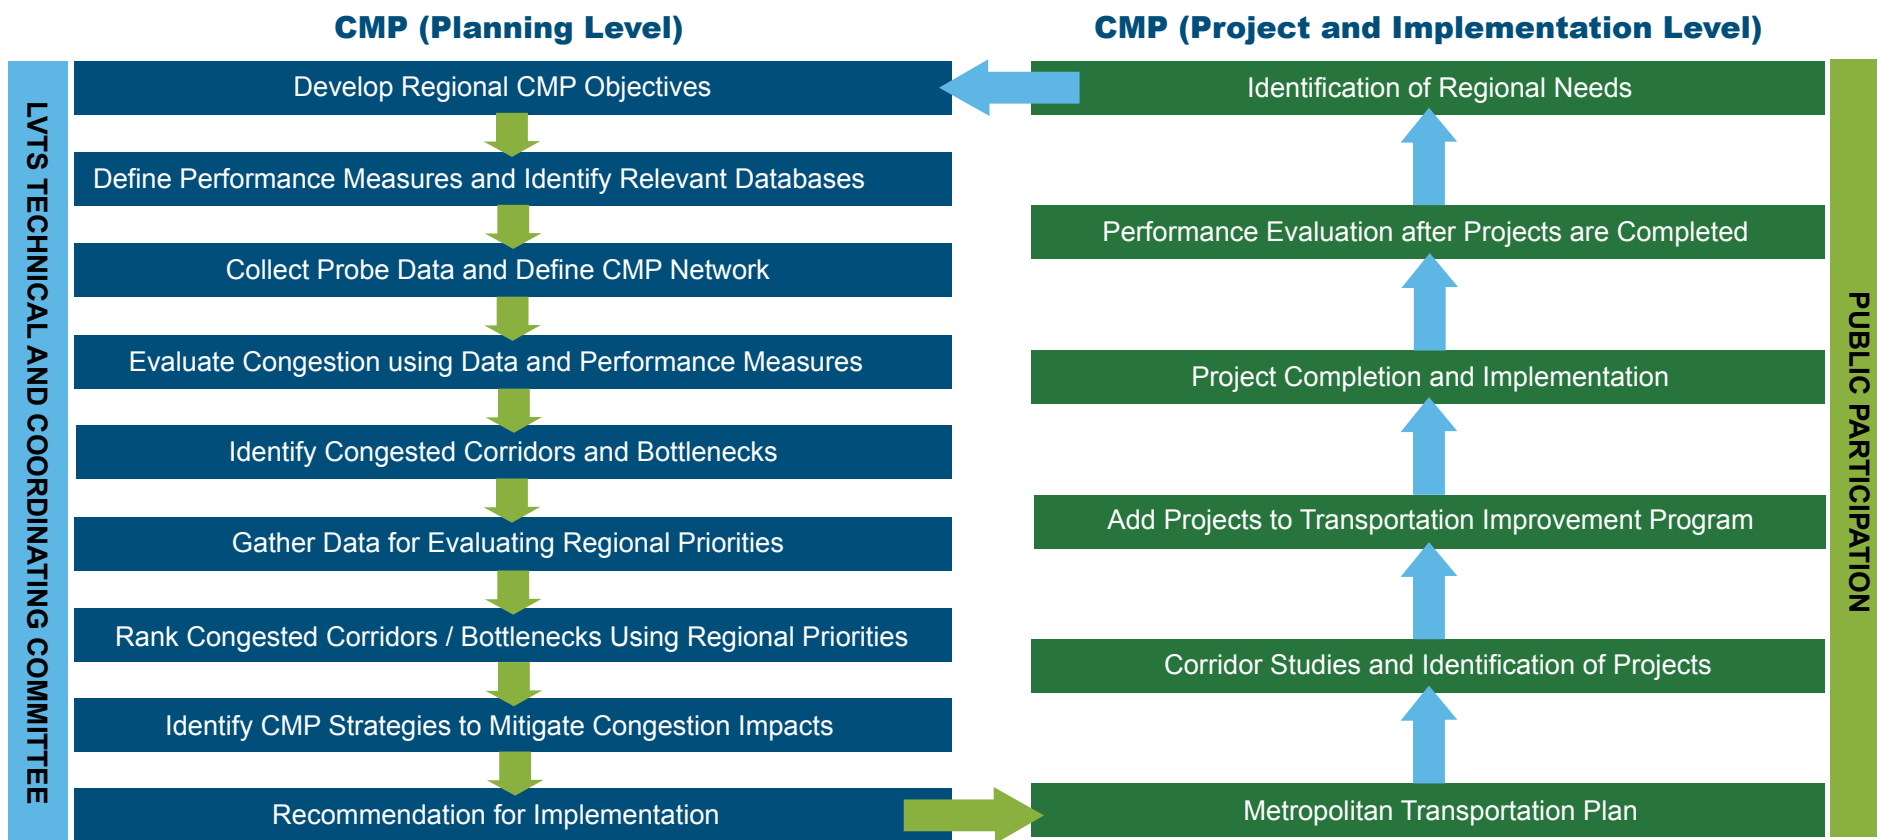 CMP (Planning Level)
CMP (Project and Implementation Level)
LVTS TECHNICAL AND COORDINATING COMMITTEE
Develop Regional CMP Objectives
Define Performance Measures and Identify Relevant Databases
Collect Probe Data and Define CMP Network
Evaluate Congestion using Data and Performance Measures
Identify Congested Corridors and Bottlenecks
Gather Data for Evaluating Regional Priorities
Rank Congested Corridors / Bottlenecks Using Regional Priorities
Identify CMP Strategies to Mitigate Congestion Impacts
Recommendation for Implementation
Identification of Regional Needs
Performance Evaluation after Projects are Completed
Project Completion and Implementation
Add Projects to Transportation Improvement Program
Corridor Studies and Identification of Projects
Metropolitan Transportation Plan
PUBLIC PARTICIPATION